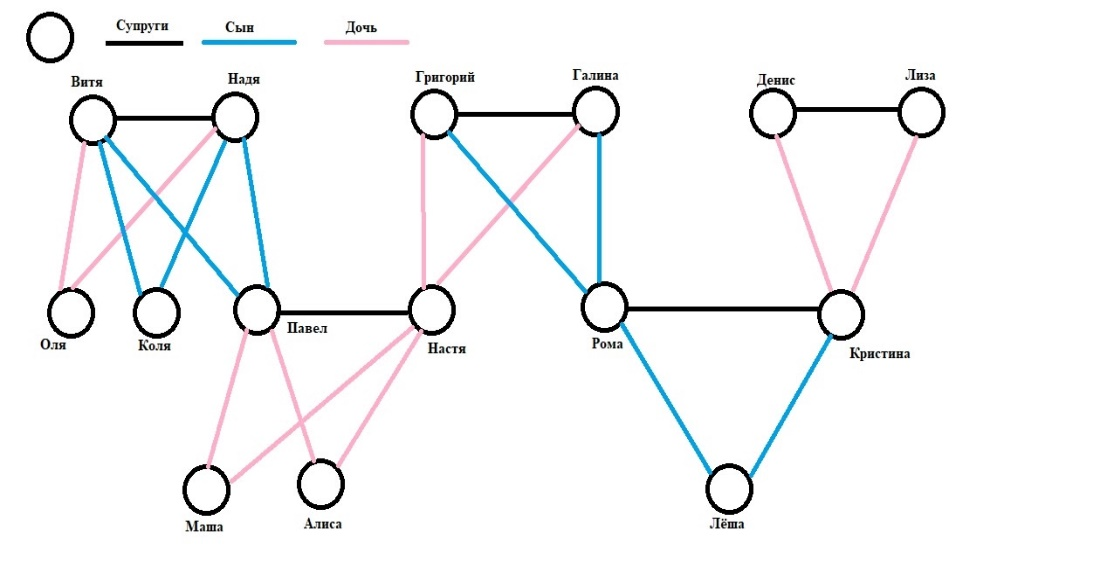 Супруги
Сын
Дочь
Витя
Надя
Григорий
Галина
Денис
Лиза
Оля
Коля
Павел
Настя
Рома
Кристина
Маша
Алиса
Лёша